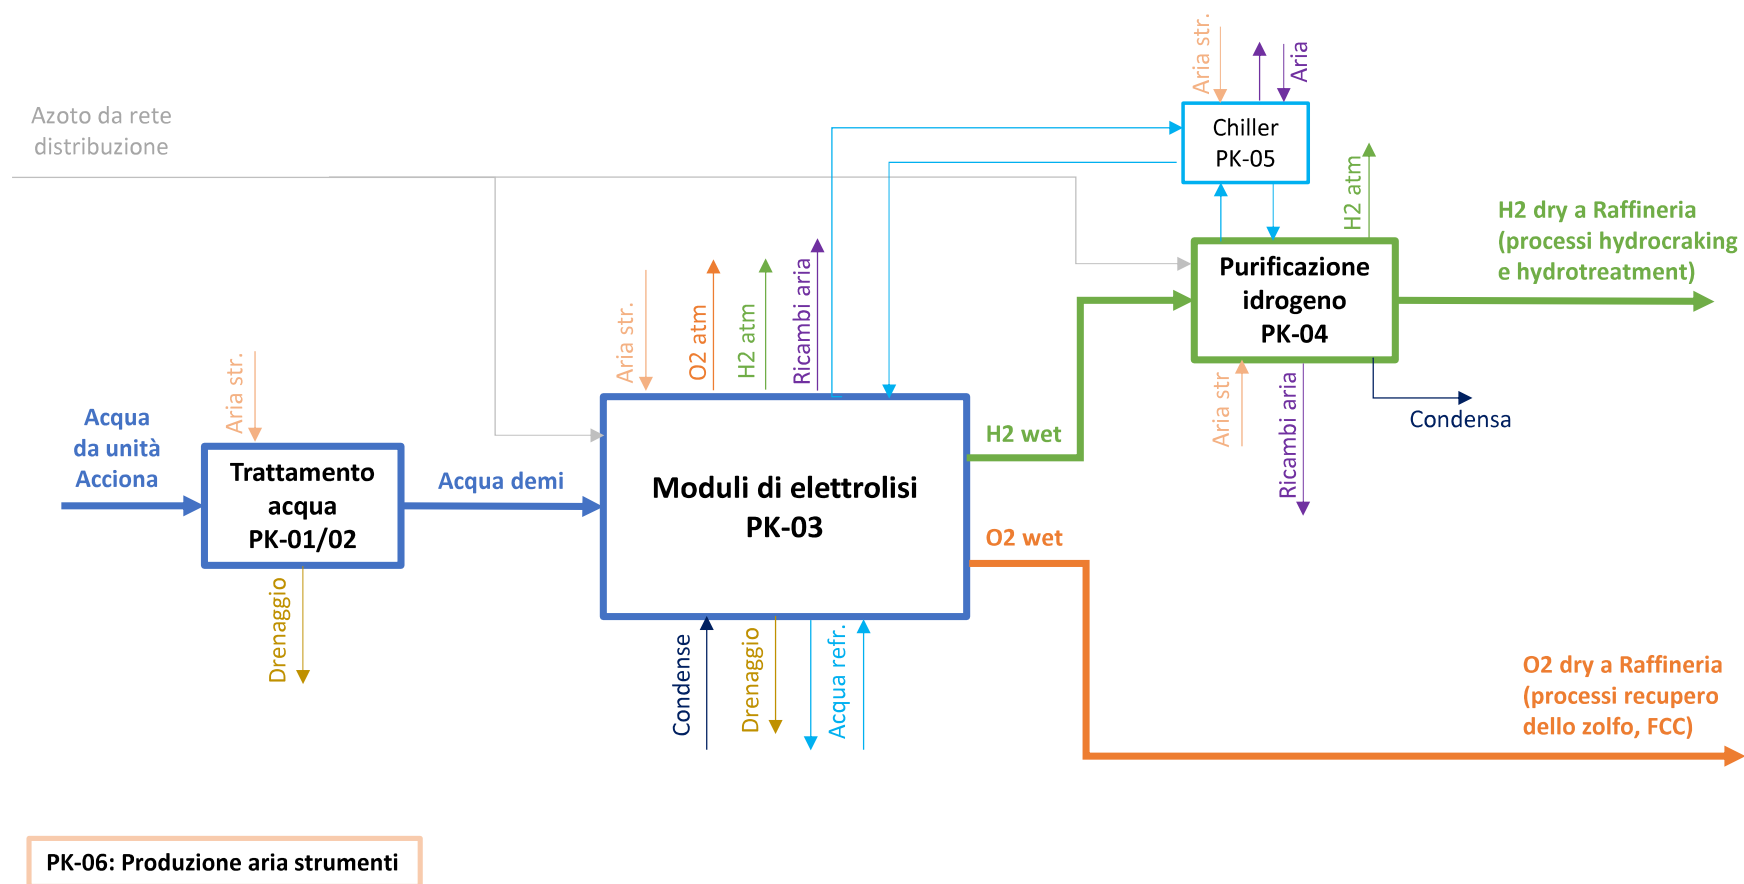 Aria str.
Aria
Azoto da rete
distribuzione
Chiller
PK-05
H2 atm
H2 dry a Raffineria
(processi hydrocraking
e hydrotreatment)
Purificazione
idrogeno
PK-04
Aria str.
O2 atm
H2 atm
Ricambi aria
Aria str.
Aria str
Ricambi aria
Condensa
Acqua
da unità
Acciona
Trattamento
acqua
PK-01/02
Acqua demi
Moduli di elettrolisi
PK-03
H2 wet
O2 wet
Drenaggio
Condense
Drenaggio
Acqua refr.
O2 dry a Raffineria
(processi recupero
dello zolfo, FCC)
PK-06: Produzione aria strumenti